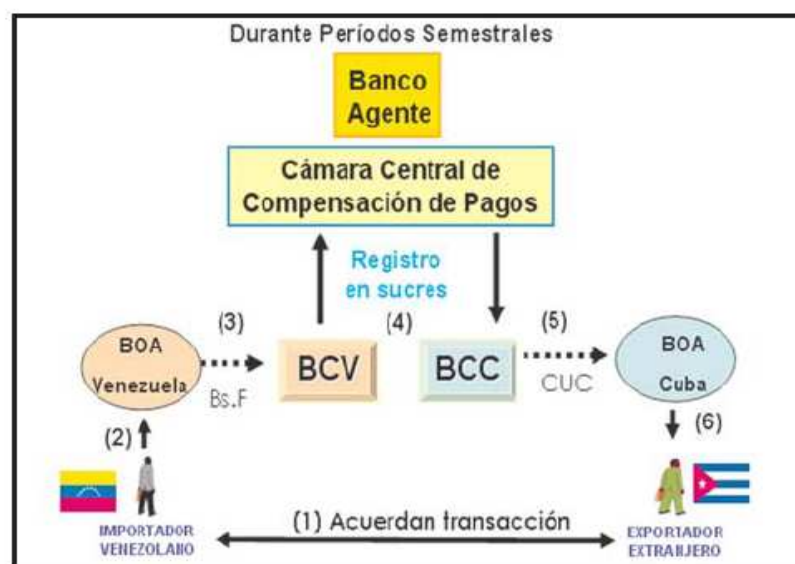 Durante Períodos Semestrales
Banco
Agente
Cámara Central de
Compensación de Pagos
Registro
en sucres
(3)
(4)
(5)
BOA
Venezuela
BCV
BCC
BOA
Cuba
Bs.F
CUC
(2)
(6)
(1) Acuerdan transacción
IMPORTADOR
VENEZOLANO
EXPORTADOR
EXTRANJERO